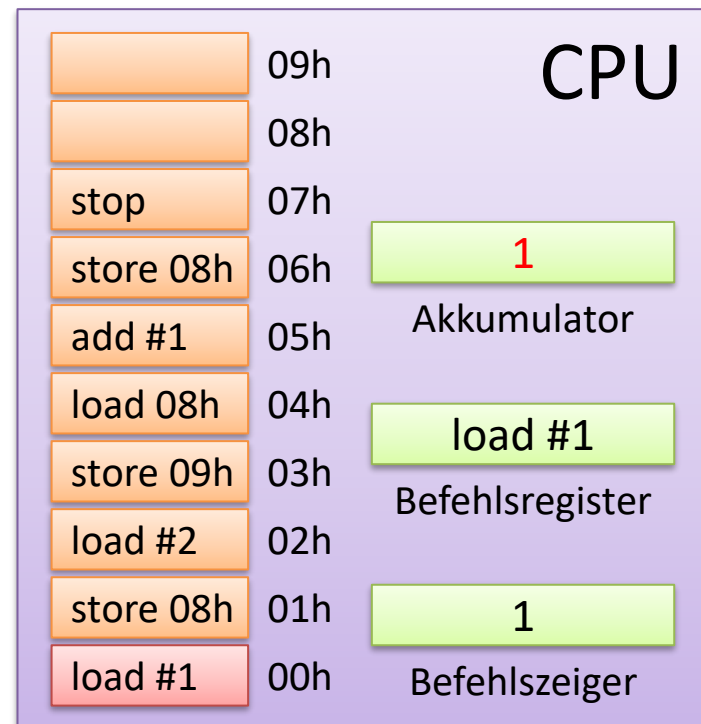 CPU
09h
08h
stop 07h
store 08h 06h
add #1 05h
load 08h 04h
store 09h 03h
load #2 02h
store 08h 01h
load #1 00h
1
Akkumulator
load #1
Befehlsregister
1
Befehlszeiger